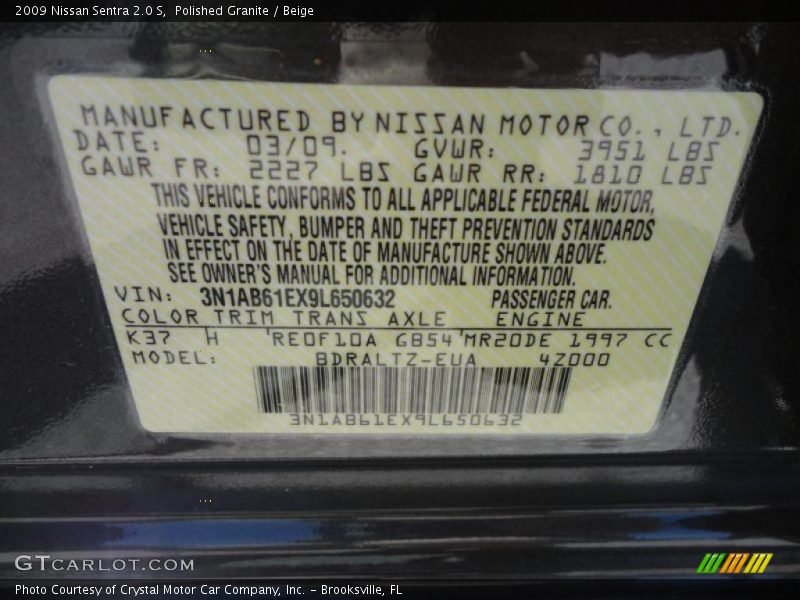 2009 Nissan Sentra 2.0 S,  Polished Granite / Beige
MANUFACTURED BY NISSAN MOTOR CO., LTD.
DATE: 03/09. GVWR: 3951 LBS
GAWR FR: 2227 LBS GAWR RR: 1810 LBS
THIS VEHICLE CONFORMS TO ALL APPLICABLE FEDERAL MOTOR,
VEHICLE SAFETY, BUMPER AND THEFT PREVENTION STANDARDS
IN EFFECT ON THE DATE OF MANUFACTURE SHOWN ABOVE.
SEE OWNER'S MANUAL FOR ADDITIONAL INFORMATION.
VIN: 3N1AB61EX9L650632 PASSENGER CAR.
COLOR TRIM TRANS AXLE ENGINE
K37 H RE0F10A GB54 MR20DE 1997 CC
MODEL: BDRALTZ-EUA 4Z000
3N1AB61EX9L650632
GTCARLOT.COM
Photo Courtesy of Crystal Motor Car Company, Inc. – Brooksville, FL